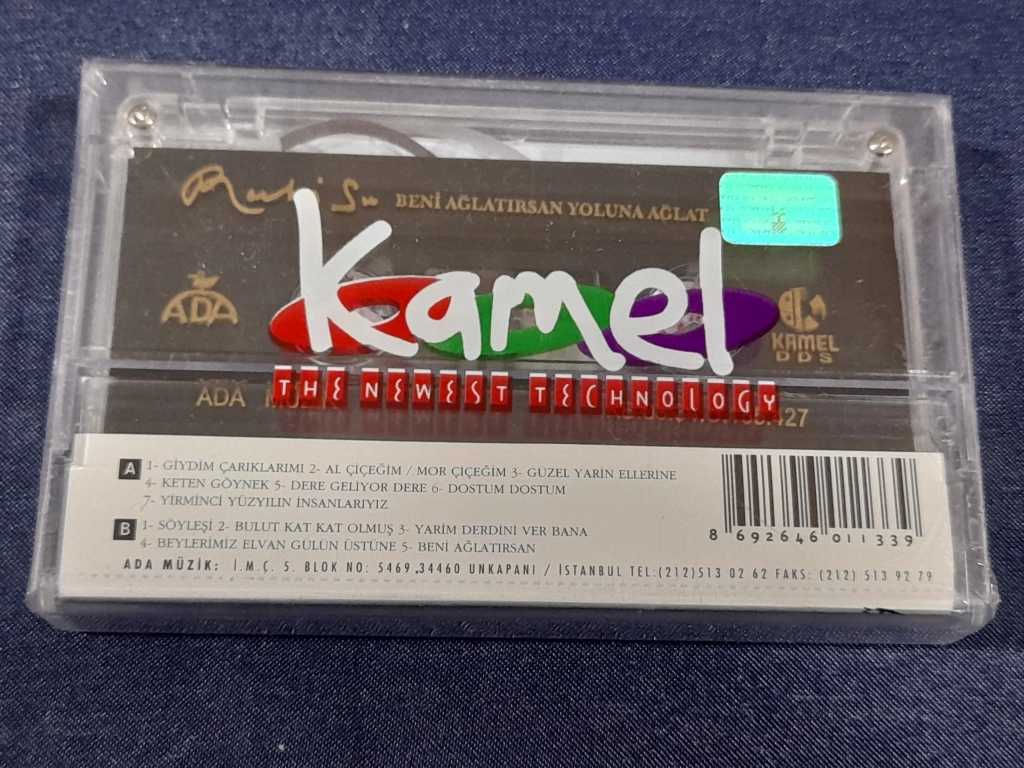 Ruhi Su BENİ AĞLATIRSAN YOLUNA AĞLAT
Kamel
ADA
KAMEL
DDS
THE NEWEST TECHNOLOGY
ADA
427
A 1- GİYDİM ÇARIKLARIMI 2- AL ÇİÇEĞİM / MOR ÇİÇEĞİM 3- GÜZEL YARİN ELLERİNE
4- KETEN GÖYNEK 5- DERE GELİYOR DERE 6- DOSTUM DOSTUM
7- YİRMİNCİ YÜZYILIN İNSANLARIYIZ
B 1- SÖYLEŞİ 2- BULUT KAT KAT OLMUŞ 3- YARİM DERDİNİ VER BANA
4- BEYLERİMİZ ELVAN GÜLÜN ÜSTÜNE 5- BENİ AĞLATIRSAN
8 692646 011339
ADA MÜZİK: İ.M.Ç. 5. BLOK NO: 5469 ,34460 UNKAPANI / İSTANBUL TEL:(212)513 02 62 FAKS: (212) 513 92 79